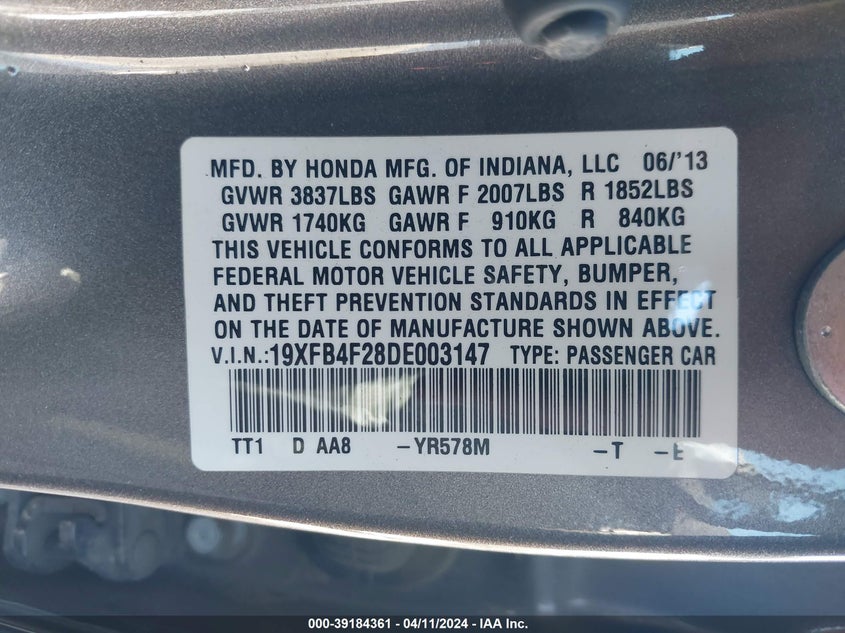 MFD. BY HONDA MFG. OF INDIANA, LLC 06/'13
GVWR 3837LBS GAWR F 2007LBS R 1852LBS
GVWR 1740KG GAWR F 910KG R 840KG
THIS VEHICLE CONFORMS TO ALL APPLICABLE
FEDERAL MOTOR VEHICLE SAFETY, BUMPER,
AND THEFT PREVENTION STANDARDS IN EFFECT
ON THE DATE OF MANUFACTURE SHOWN ABOVE.
V.I.N.:19XFB4F28DE003147 TYPE: PASSENGER CAR
TT1 D AA8 -YR578M -T -E
000-39184361 - 04/11/2024 - IAA Inc.